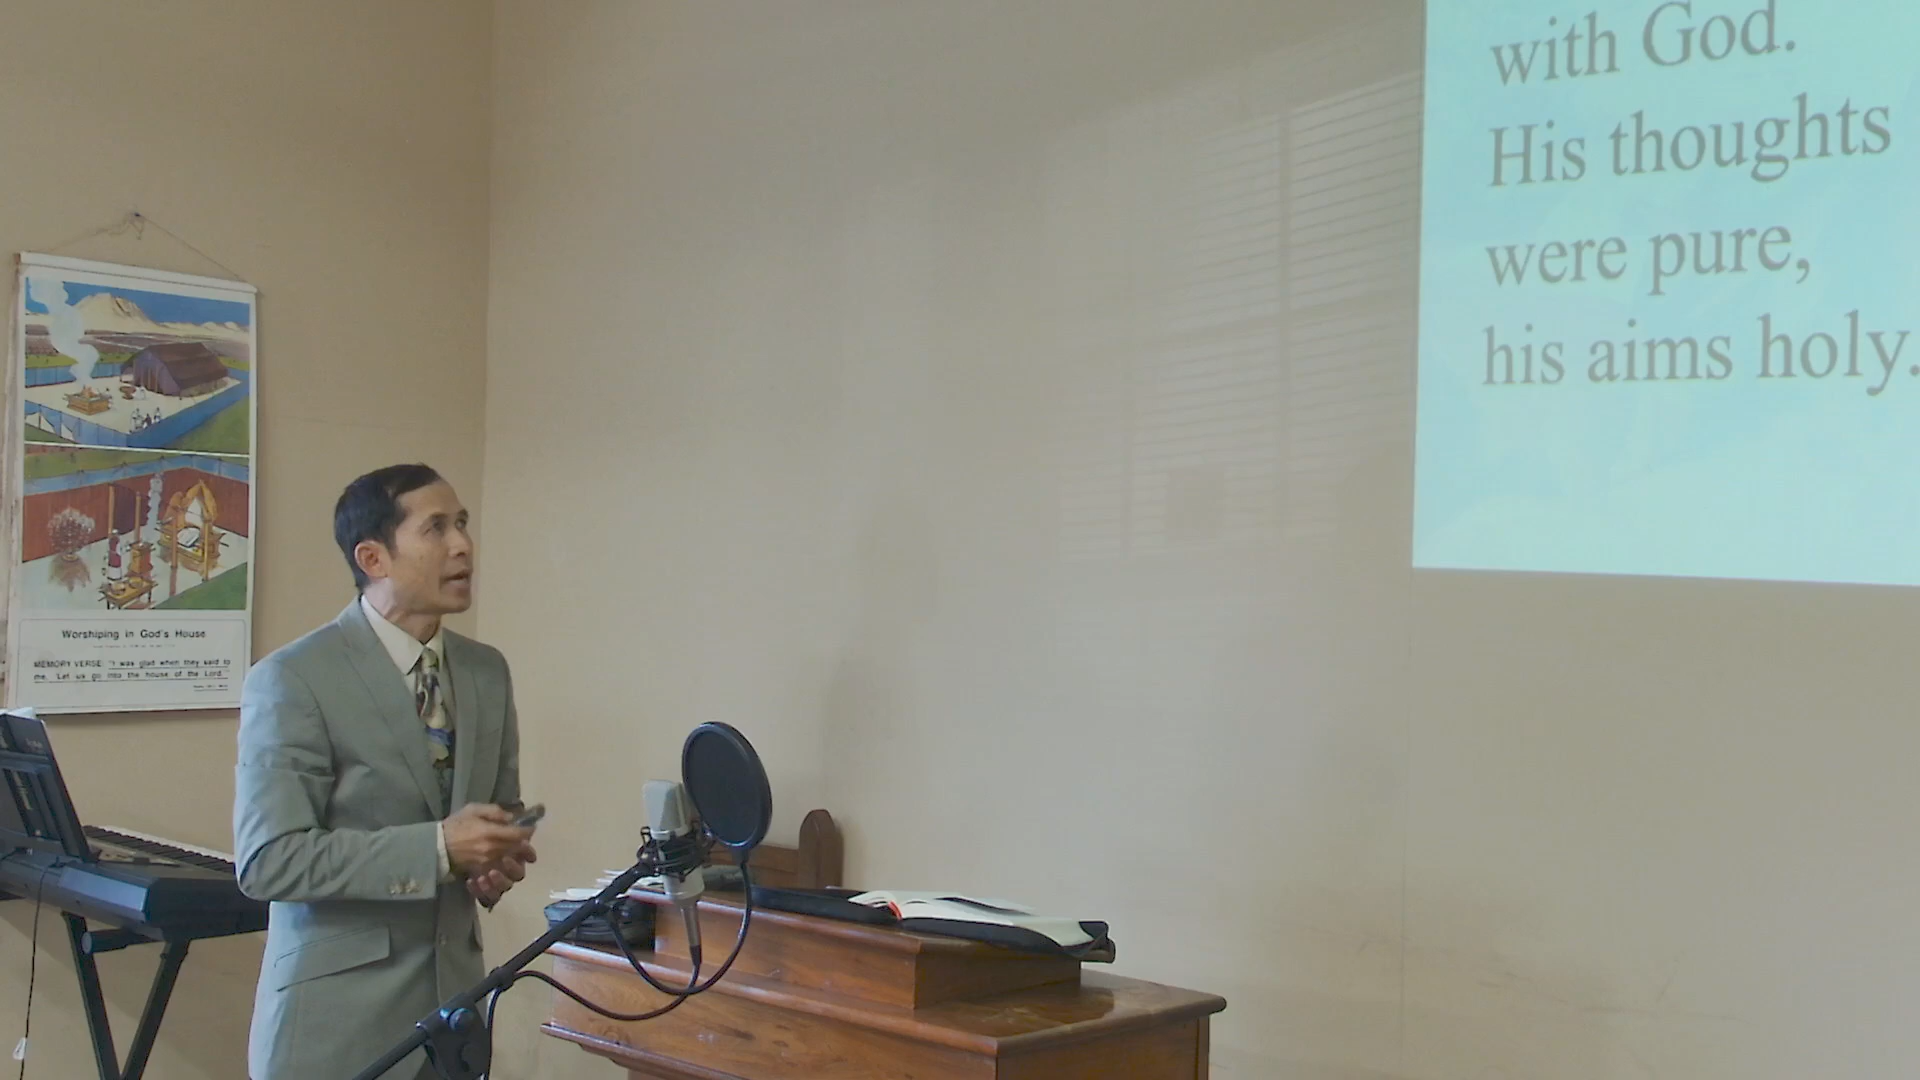 with God.
His thoughts
were pure,
his aims holy.
Worshiping in God's House
MEMORY VERSE: "I was glad when they said to
me, 'Let us go into the house of the Lord.'"